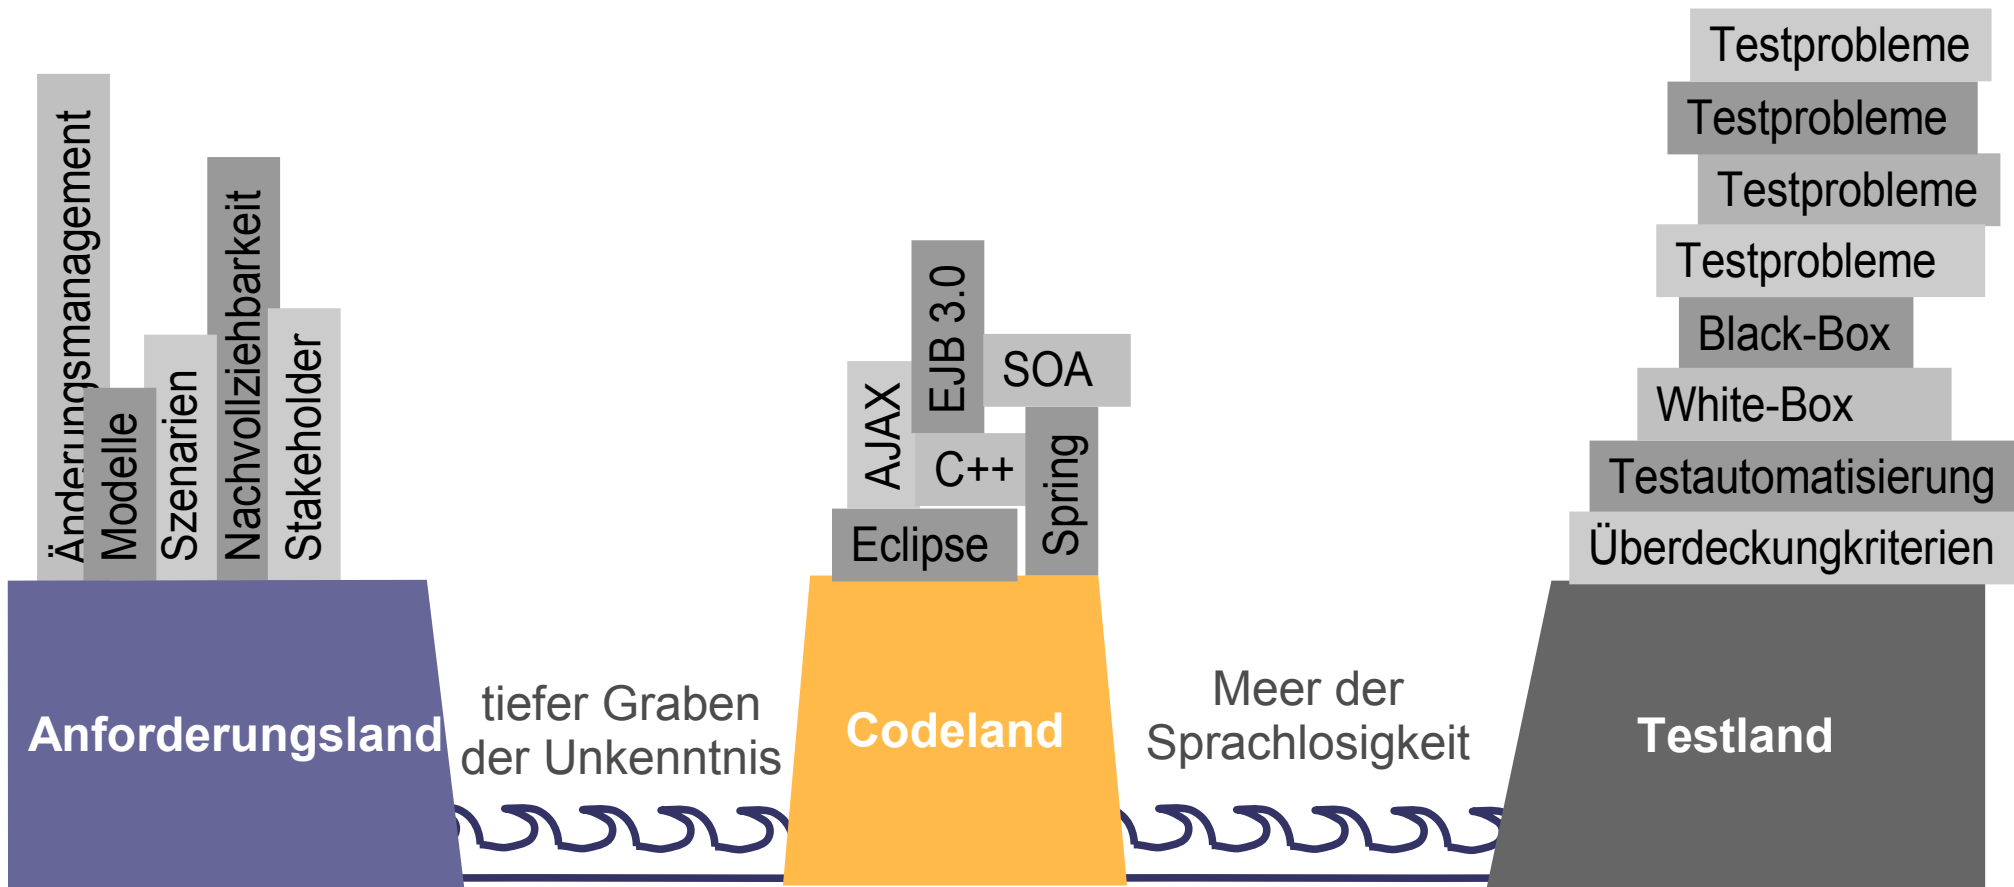 Änderungsmanagement
Modelle
Szenarien
Nachvollziehbarkeit
Stakeholder
Anforderungsland
tiefer Graben
der Unkenntnis
EJB 3.0
SOA
AJAX
C++
Spring
Eclipse
Codeland
Meer der
Sprachlosigkeit
Testprobleme
Testprobleme
Testprobleme
Testprobleme
Black-Box
White-Box
Testautomatisierung
Überdeckungkriterien
Testland